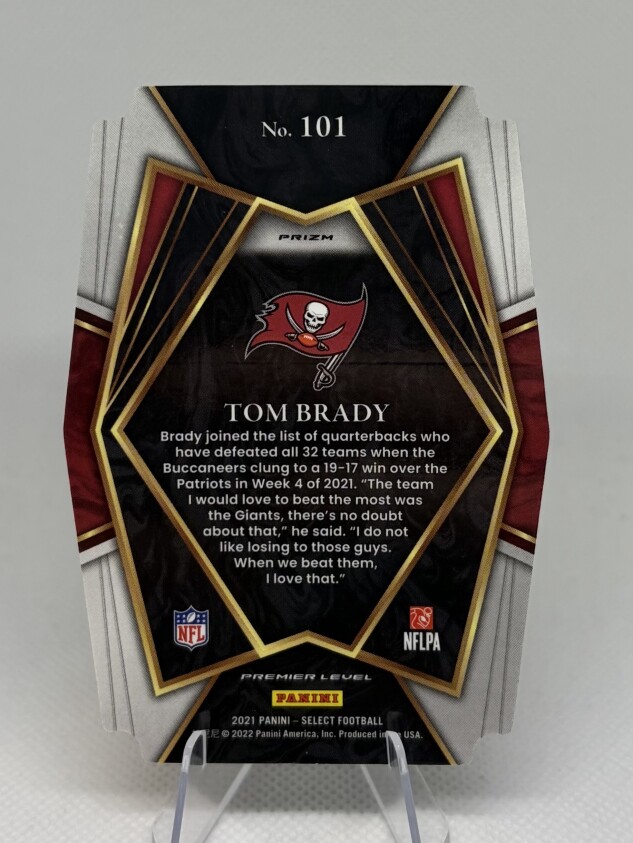 No. 101
PRIZM
TOM BRADY
Brady joined the list of quarterbacks who
have defeated all 32 teams when the
Buccaneers clung to a 19-17 win over the
Patriots in Week 4 of 2021. “The team
I would love to beat the most was
the Giants, there’s no doubt
about that,” he said. “I do not
like losing to those guys.
When we beat them,
I love that.”
NFL
NFLPA
PREMIER LEVEL
PANINI
2021 PANINI – SELECT FOOTBALL
© 2022 Panini America, Inc. Produced in USA.